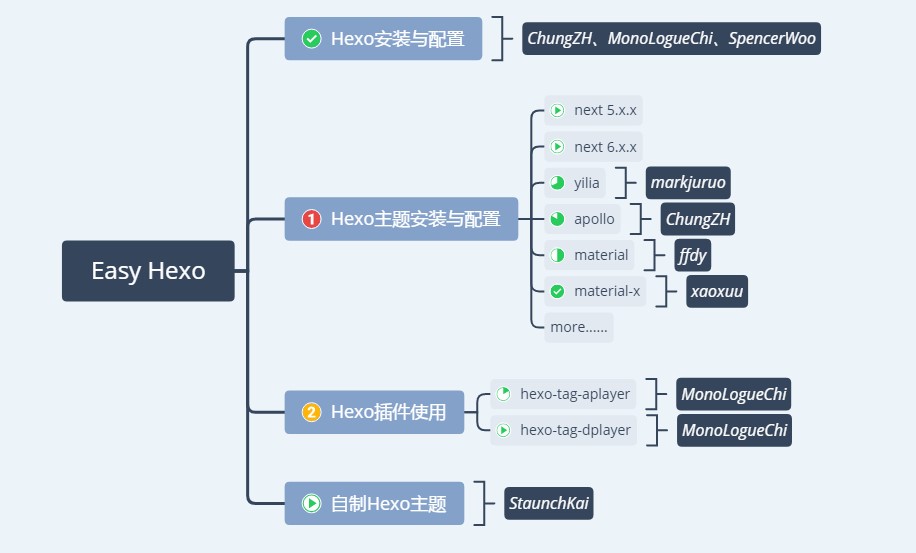 Easy Hexo
Hexo安装与配置
ChungZH、MonoLogueChi、SpencerWoo
1
Hexo主题安装与配置
next 5.x.x
next 6.x.x
yilia
markjuruo
apollo
ChungZH
material
ffdy
material-x
xaoxuu
more......
2
Hexo插件使用
hexo-tag-aplayer
MonoLogueChi
hexo-tag-dplayer
MonoLogueChi
自制Hexo主题
StaunchKai